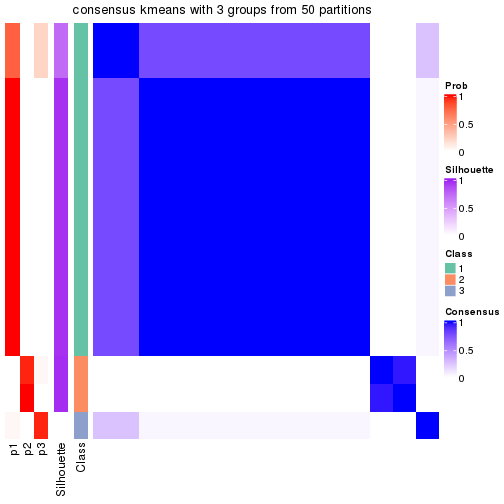 consensus kmeans with 3 groups from 50 partitions
Prob
1
0.5
0
Silhouette
1
0.5
0
Class
1
2
3
Consensus
1
0.5
0
p1
p2
p3
Silhouette
Class